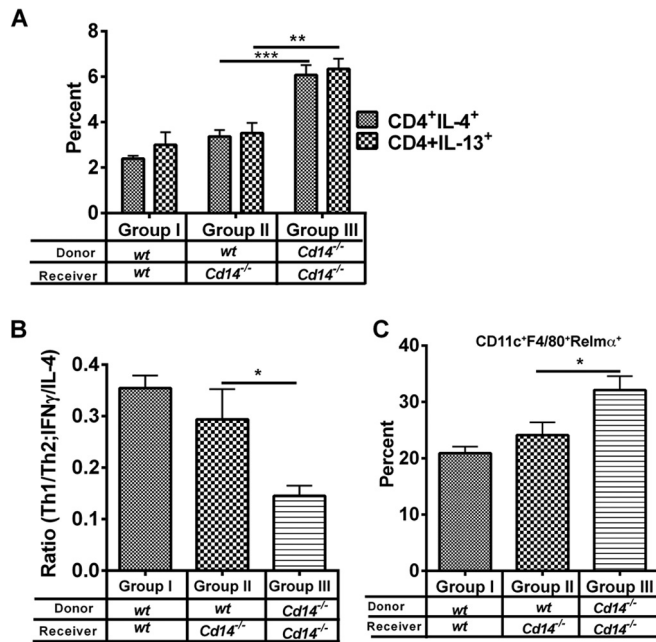 A
8
6
4
2
0
Percent
**
***
CD4⁺IL-4⁺
CD4+IL-13⁺
Group I Group II Group III
Donor wt wt Cd14⁻/⁻
Receiver wt Cd14⁻/⁻ Cd14⁻/⁻
B
0.4
0.3
0.2
0.1
0.0
Ratio (Th1/Th2;IFNγ/IL-4)
*
Group I Group II Group III
Donor wt wt Cd14⁻/⁻
Receiver wt Cd14⁻/⁻ Cd14⁻/⁻
C
CD11c⁺F4/80⁺Relmα⁺
40
30
20
10
0
Percent
*
Group I Group II Group III
Donor wt wt Cd14⁻/⁻
Receiver wt Cd14⁻/⁻ Cd14⁻/⁻